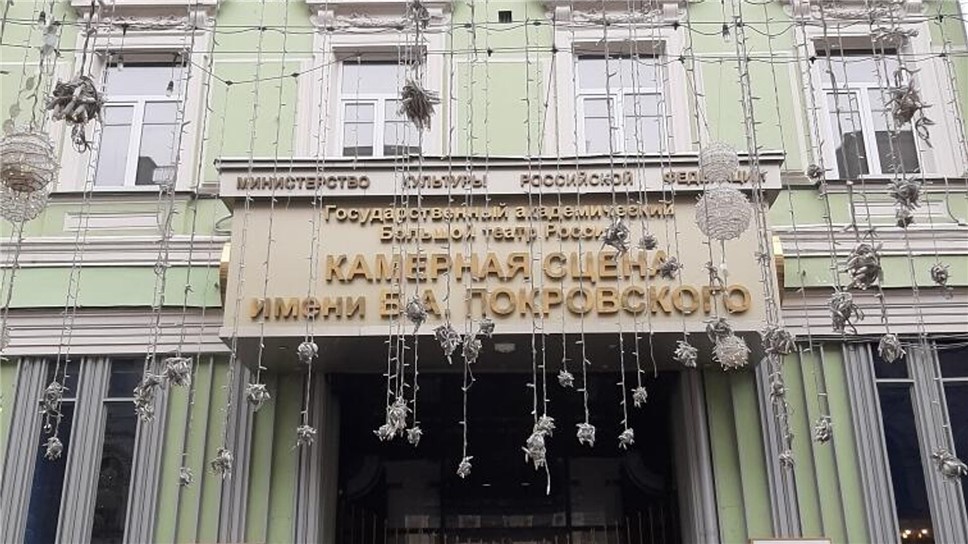 МИНИСТЕРСТВО КУЛЬТУРЫ РОССИЙСКОЙ ФЕДЕРАЦИИ
Государственный академический
Большой театр России
КАМЕРНАЯ СЦЕНА
имени Б.А. ПОКРОВСКОГО